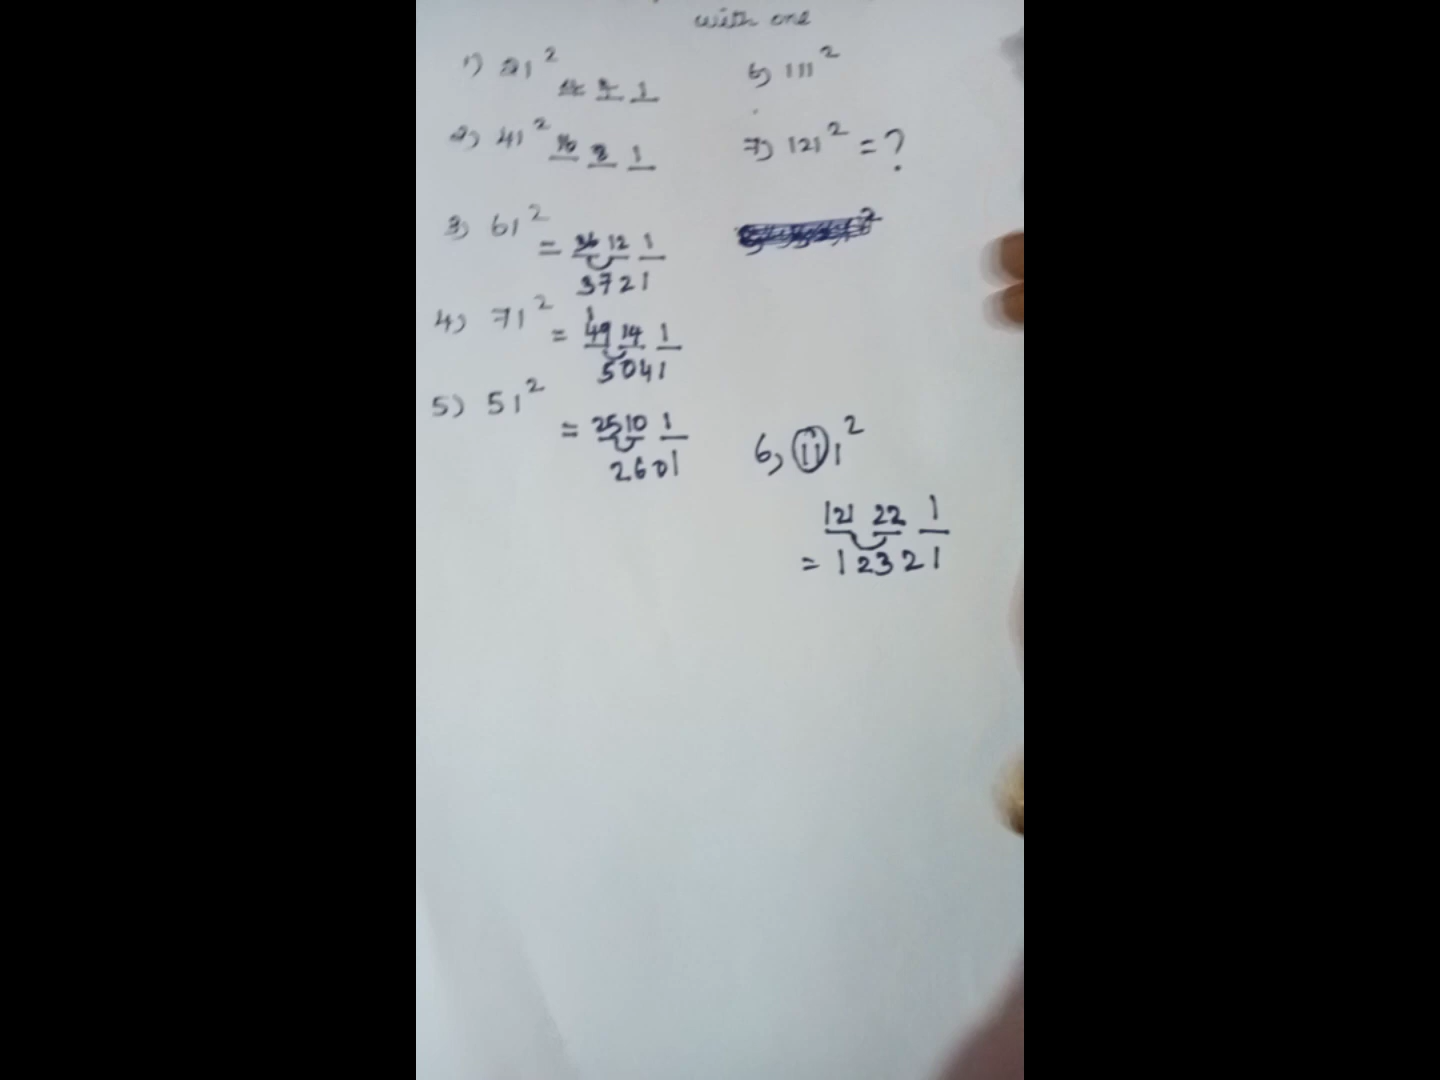 with one
1) 21²
4 4 1
2) 41² 16 8 1
3) 61²
= 36 12 1
3721
4) 71² = 49 14 1
5041
5) 51²
= 25 10 1
2601
6) 111²
7) 121² = ?
6, 111²
121 22 1
= 12321